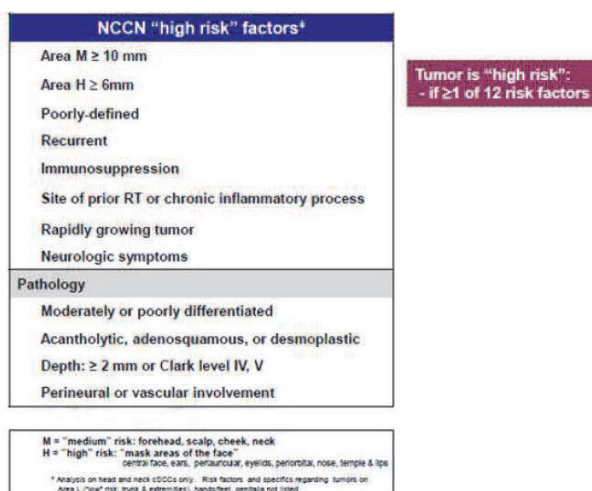 NCCN “high risk” factors‡
Area M ≥ 10 mm
Area H ≥ 6mm
Poorly-defined
Recurrent
Immunosuppression
Site of prior RT or chronic inflammatory process
Rapidly growing tumor
Neurologic symptoms
Pathology
Moderately or poorly differentiated
Acantholytic, adenosquamous, or desmoplastic
Depth: ≥ 2 mm or Clark level IV, V
Perineural or vascular involvement
Tumor is “high risk”:
- if ≥1 of 12 risk factors
M = “medium” risk: forehead, scalp, cheek, neck
H = “high” risk: “mask areas of the face”
central face, ears, periauricular, eyelids, periorbital, nose, temple & lips
* Analysis on head and neck cSCCs only. Risk factors and specifics regarding tumors on
Area L (“low” risk: trunk & extremities), hands/feet, genitalia not listed